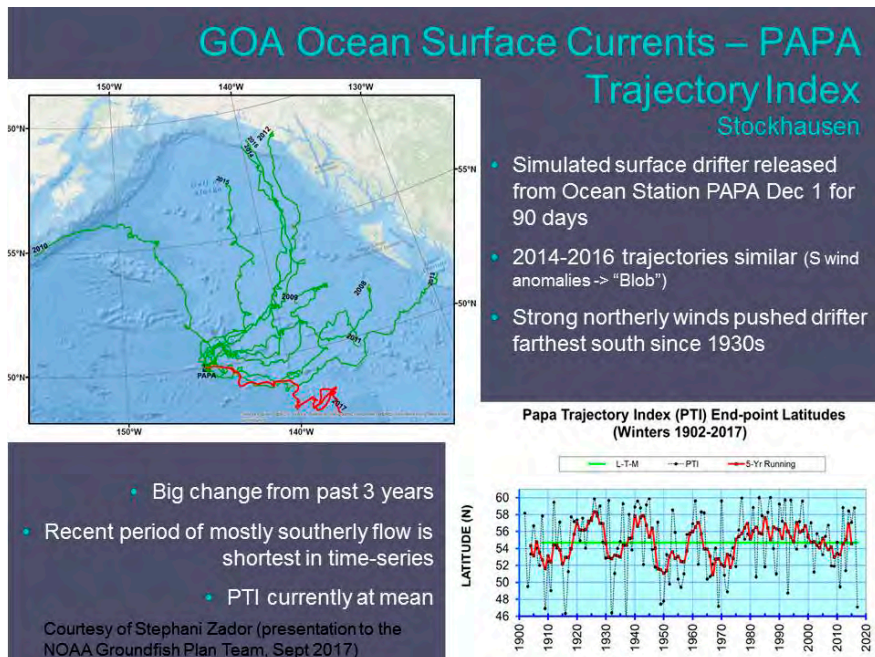 GOA Ocean Surface Currents – PAPA
Trajectory Index
Stockhausen
150°W
140°W
130°W
60°N
55°N
50°N
55°N
50°N
150°W
140°W
2012
2016
2014
2015
2010
2009
2008
2013
2011
PAPA
2017
• Simulated surface drifter released
from Ocean Station PAPA Dec 1 for
90 days
• 2014-2016 trajectories similar (S wind
anomalies -> “Blob”)
• Strong northerly winds pushed drifter
farthest south since 1930s
• Big change from past 3 years
• Recent period of mostly southerly flow is
shortest in time-series
• PTI currently at mean
Courtesy of Stephani Zador (presentation to the
NOAA Groundfish Plan Team, Sept 2017)
Papa Trajectory Index (PTI) End-point Latitudes
(Winters 1902-2017)
L-T-M PTI 5-Yr Running
LATITUDE (N)
60
58
56
54
52
50
48
46
1900 1910 1920 1930 1940 1950 1960 1970 1980 1990 2000 2010 2020